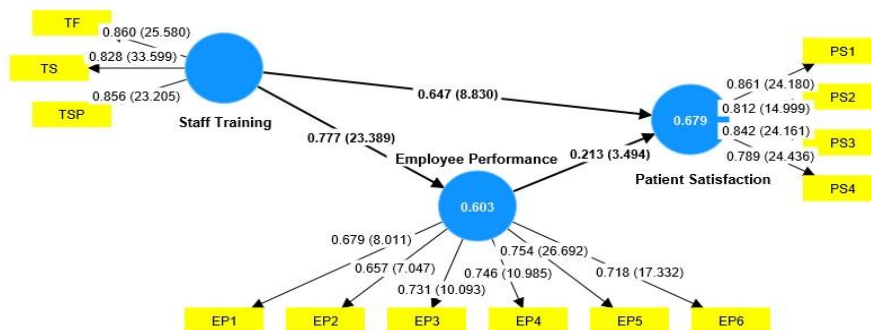 TF
0.860 (25.580)
TS
0.828 (33.599)
TSP
0.856 (23.205)
Staff Training
0.647 (8.830)
0.777 (23.389)
Employee Performance
0.603
0.213 (3.494)
0.679
Patient Satisfaction
PS1
0.861 (24.180)
PS2
0.812 (14.999)
PS3
0.842 (24.161)
PS4
0.789 (24.436)
0.679 (8.011)
0.657 (7.047)
0.731 (10.093)
0.746 (10.985)
0.754 (26.692)
0.718 (17.332)
EP1
EP2
EP3
EP4
EP5
EP6